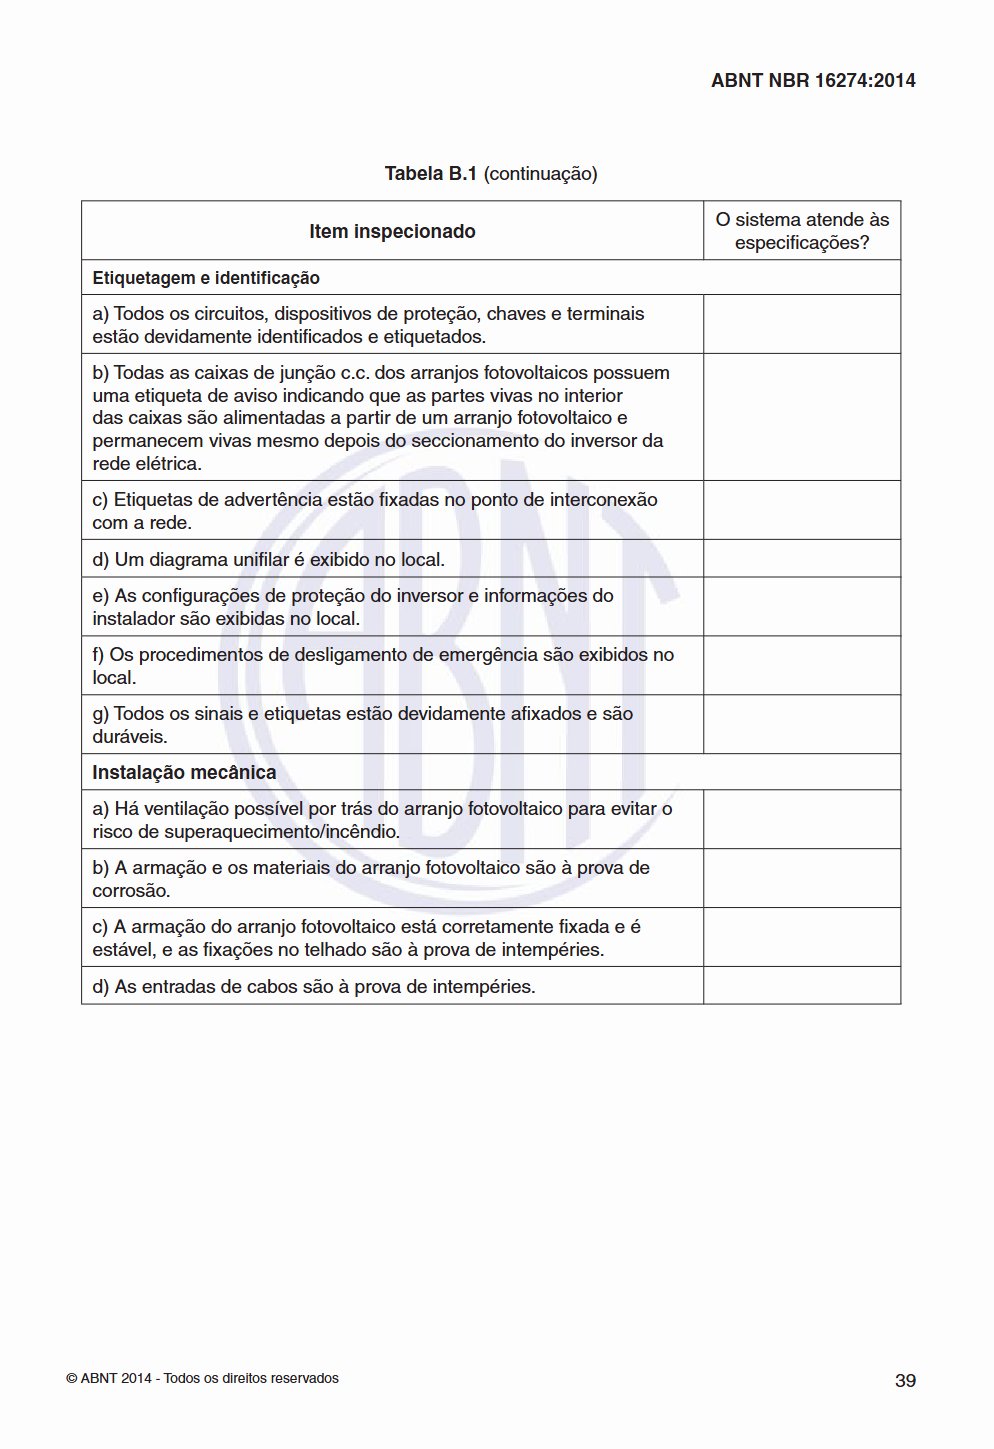 ABNT NBR 16274:2014
Tabela B.1 (continuação)
Item inspecionado
O sistema atende às
especificações?
Etiquetagem e identificação
a) Todos os circuitos, dispositivos de proteção, chaves e terminais
estão devidamente identificados e etiquetados.
b) Todas as caixas de junção c.c. dos arranjos fotovoltaicos possuem
uma etiqueta de aviso indicando que as partes vivas no interior
das caixas são alimentadas a partir de um arranjo fotovoltaico e
permanecem vivas mesmo depois do seccionamento do inversor da
rede elétrica.
c) Etiquetas de advertência estão fixadas no ponto de interconexão
com a rede.
d) Um diagrama unifilar é exibido no local.
e) As configurações de proteção do inversor e informações do
instalador são exibidas no local.
f) Os procedimentos de desligamento de emergência são exibidos no
local.
g) Todos os sinais e etiquetas estão devidamente afixados e são
duráveis.
Instalação mecânica
a) Há ventilação possível por trás do arranjo fotovoltaico para evitar o
risco de superaquecimento/incêndio.
b) A armação e os materiais do arranjo fotovoltaico são à prova de
corrosão.
c) A armação do arranjo fotovoltaico está corretamente fixada e é
estável, e as fixações no telhado são à prova de intempéries.
d) As entradas de cabos são à prova de intempéries.
ABNT
© ABNT 2014 - Todos os direitos reservados
39